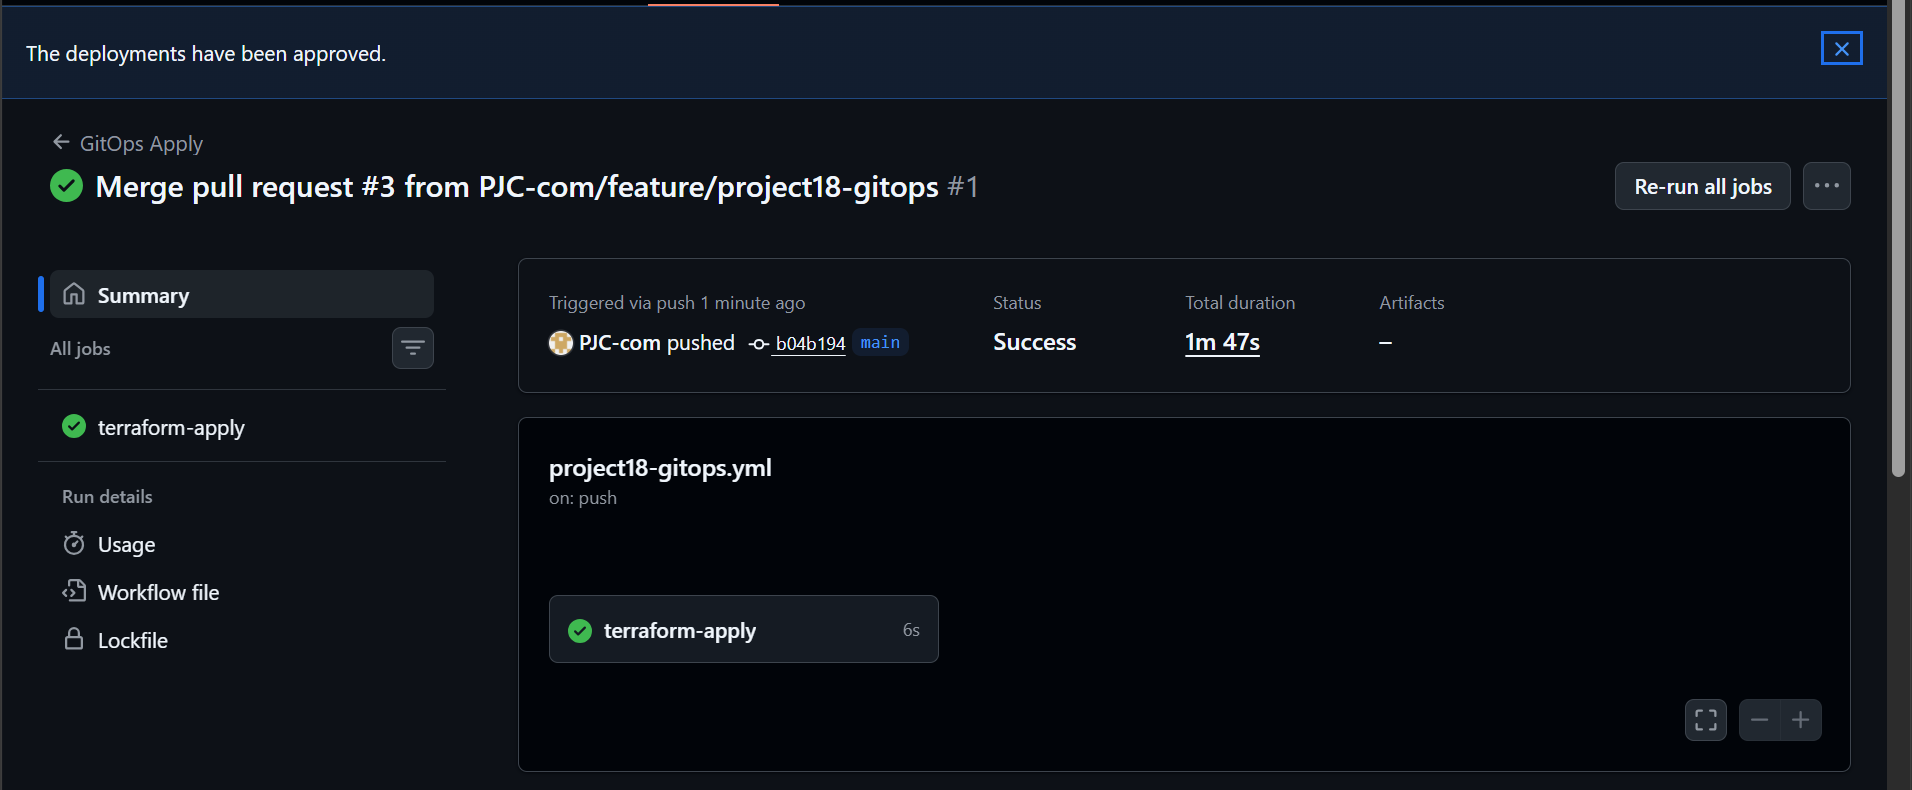 The deployments have been approved.
GitOps Apply
Merge pull request #3 from PJC-com/feature/project18-gitops #1
Re-run all jobs
Summary
All jobs
terraform-apply
Run details
Usage
Workflow file
Lockfile
Triggered via push 1 minute ago
PJC-com pushed b04b194 main
Status
Success
Total duration
1m 47s
Artifacts
–
project18-gitops.yml
on: push
terraform-apply 6s